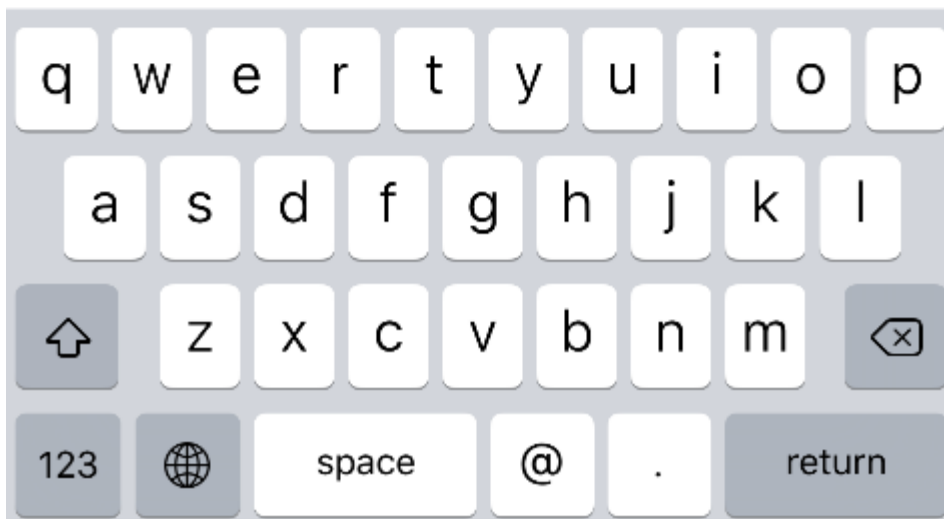 q w e r t y u i o p
a s d f g h j k l
z x c v b n m
123 space @ . return